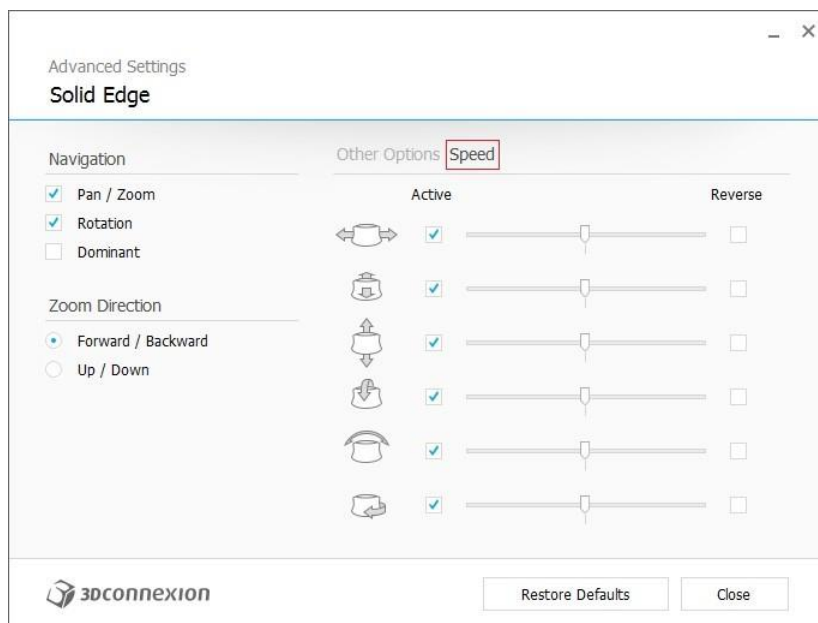 Advanced Settings
Solid Edge
Navigation
Pan / Zoom
Rotation
Dominant
Zoom Direction
Forward / Backward
Up / Down
Other Options Speed
Active Reverse
3Dconnexion
Restore Defaults Close